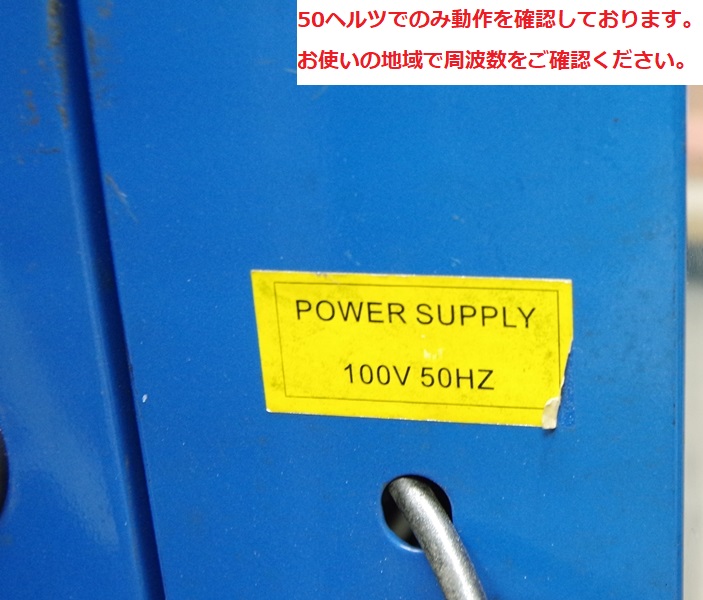 50ヘルツでのみ動作を確認しております。
お使いの地域で周波数をご確認ください。
POWER SUPPLY
100V 50HZ